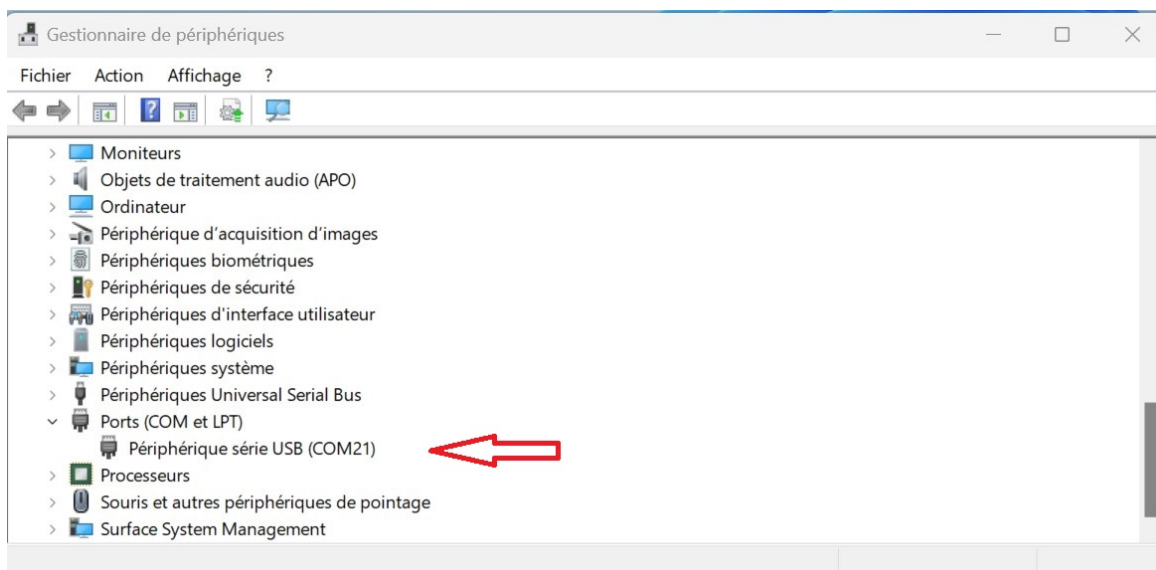 Gestionnaire de périphériques
Fichier Action Affichage ?
Moniteurs
Objets de traitement audio (APO)
Ordinateur
Périphérique d’acquisition d’images
Périphériques biométriques
Périphériques de sécurité
Périphériques d'interface utilisateur
Périphériques logiciels
Périphériques système
Périphériques Universal Serial Bus
Ports (COM et LPT)
Périphérique série USB (COM21)
Processeurs
Souris et autres périphériques de pointage
Surface System Management